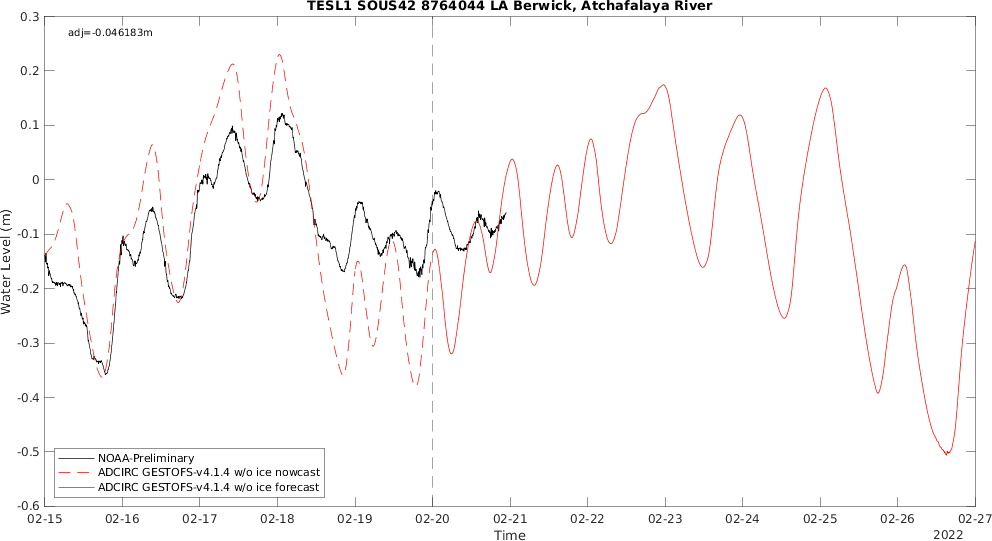 TESL1 SOUS42 8764044 LA Berwick, Atchafalaya River
adj=-0.046183m
0.3
0.2
0.1
0
-0.1
-0.2
-0.3
-0.4
-0.5
-0.6
Water Level (m)
NOAA-Preliminary
ADCIRC GESTOFS-v4.1.4 w/o ice nowcast
ADCIRC GESTOFS-v4.1.4 w/o ice forecast
02-15 02-16 02-17 02-18 02-19 02-20 02-21 02-22 02-23 02-24 02-25 02-26 02-27
Time
2022